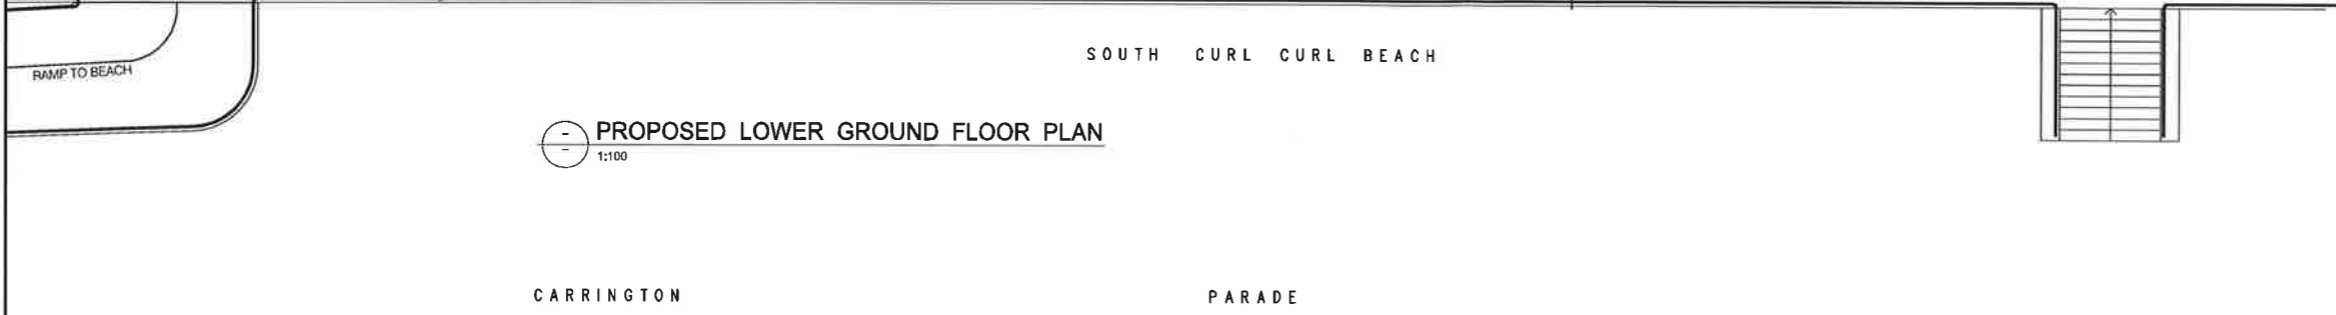 SOUTH CURL CURL BEACH
RAMP TO BEACH
-
PROPOSED LOWER GROUND FLOOR PLAN
-
1:100
CARRINGTON PARADE